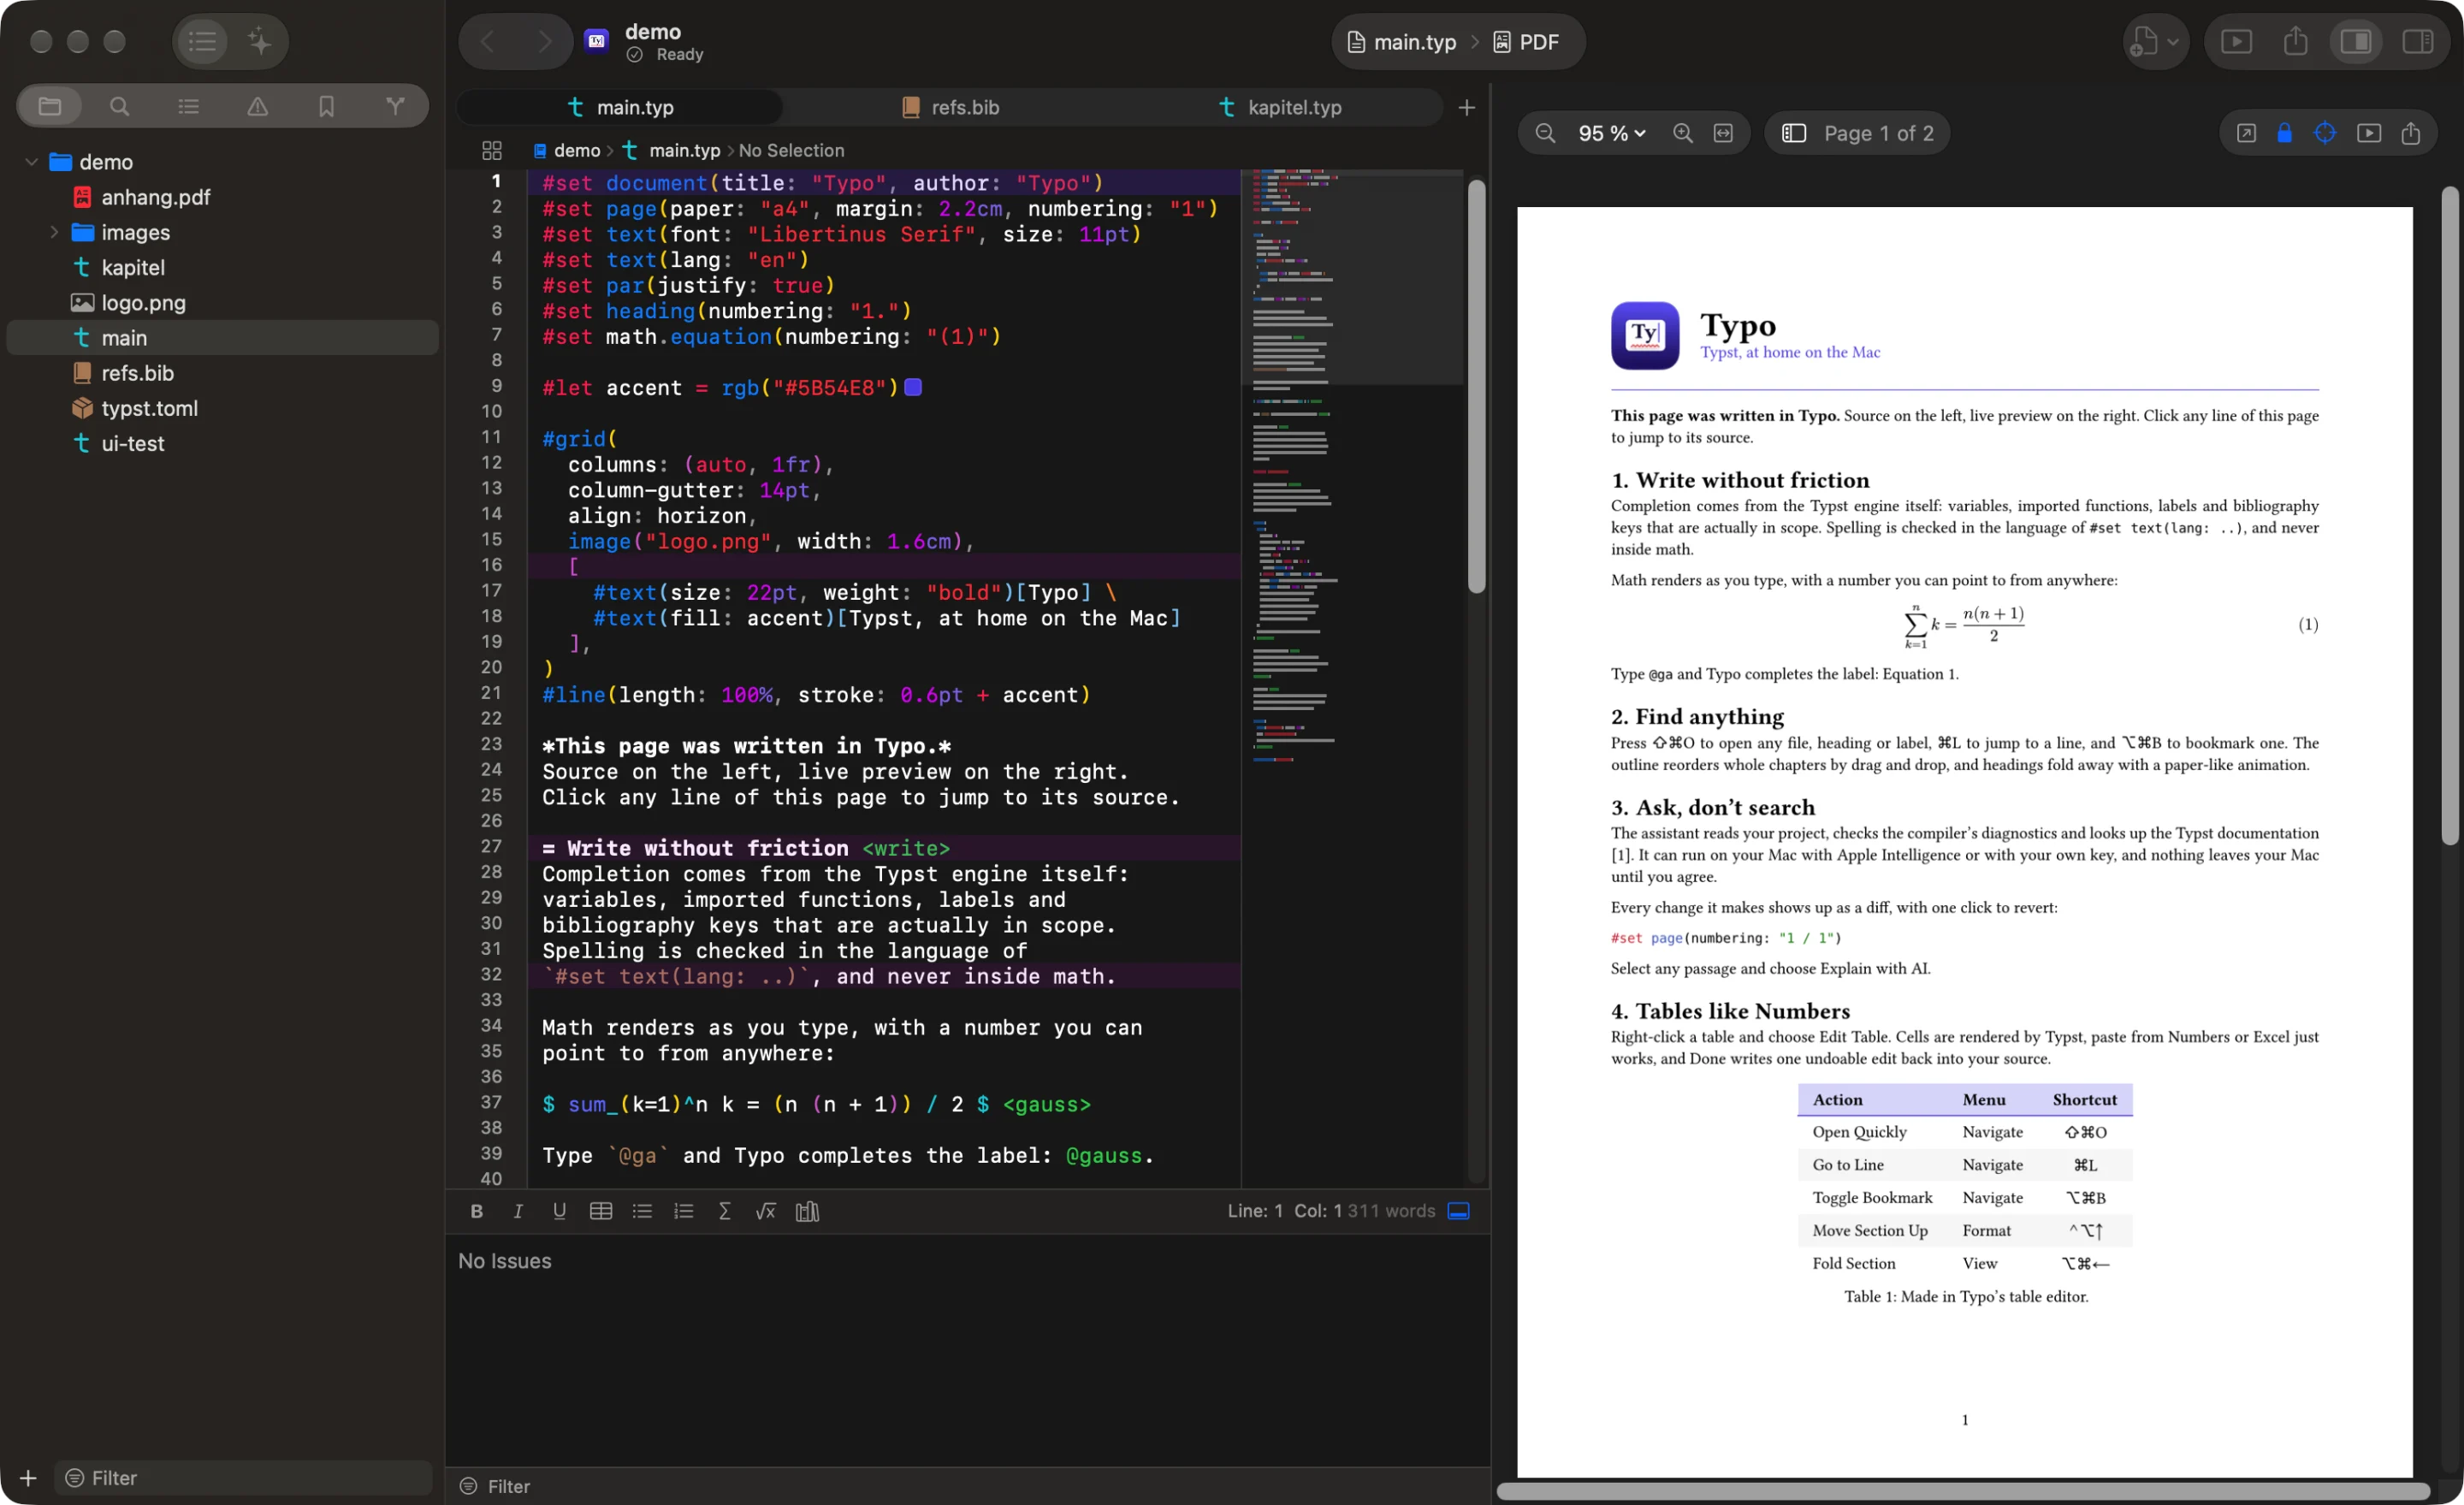 demo
Ready
main.typ
PDF
main.typ
refs.bib
kapitel.typ
demo
anhang.pdf
images
kapitel
logo.png
main
refs.bib
typst.toml
ui-test
Filter
demo main.typ No Selection
1 #set document(title: "Typo", author: "Typo")
2 #set page(paper: "a4", margin: 2.2cm, numbering: "1")
3 #set text(font: "Libertinus Serif", size: 11pt)
4 #set text(lang: "en")
5 #set par(justify: true)
6 #set heading(numbering: "1.")
7 #set math.equation(numbering: "(1)")
8
9 #let accent = rgb("#5B54E8")
10
11 #grid(
12   columns: (auto, 1fr),
13   column-gutter: 14pt,
14   align: horizon,
15   image("logo.png", width: 1.6cm),
16   [
17     #text(size: 22pt, weight: "bold")[Typo] \
18     #text(fill: accent)[Typst, at home on the Mac]
19   ],
20 )
21 #line(length: 100%, stroke: 0.6pt + accent)
22
23 *This page was written in Typo.*
24 Source on the left, live preview on the right.
25 Click any line of this page to jump to its source.
26
27 = Write without friction <write>
28 Completion comes from the Typst engine itself:
29 variables, imported functions, labels and
30 bibliography keys that are actually in scope.
31 Spelling is checked in the language of
32 `#set text(lang: ..)`, and never inside math.
33
34 Math renders as you type, with a number you can
35 point to from anywhere:
36
37 $ sum_(k=1)^n k = (n (n + 1)) / 2 $ <gauss>
38
39 Type `@ga` and Typo completes the label: @gauss.
40
B I U
Line: 1 Col: 1 311 words
No Issues
Filter
95 %
Page 1 of 2
Ty
Typo
Typst, at home on the Mac
This page was written in Typo. Source on the left, live preview on the right. Click any line of this page
to jump to its source.
1. Write without friction
Completion comes from the Typst engine itself: variables, imported functions, labels and bibliography
keys that are actually in scope. Spelling is checked in the language of #set text(lang: ..), and never
inside math.
Math renders as you type, with a number you can point to from anywhere:
∑_{k=1}^{n} k = n(n + 1)/2 (1)
Type @ga and Typo completes the label: Equation 1.
2. Find anything
Press ⇧⌘O to open any file, heading or label, ⌘L to jump to a line, and ⌥⌘B to bookmark one. The
outline reorders whole chapters by drag and drop, and headings fold away with a paper-like animation.
3. Ask, don’t search
The assistant reads your project, checks the compiler’s diagnostics and looks up the Typst documentation
[1]. It can run on your Mac with Apple Intelligence or with your own key, and nothing leaves your Mac
until you agree.
Every change it makes shows up as a diff, with one click to revert:
#set page(numbering: "1 / 1")
Select any passage and choose Explain with AI.
4. Tables like Numbers
Right-click a table and choose Edit Table. Cells are rendered by Typst, paste from Numbers or Excel just
works, and Done writes one undoable edit back into your source.
Action Menu Shortcut
Open Quickly Navigate ⇧⌘O
Go to Line Navigate ⌘L
Toggle Bookmark Navigate ⌥⌘B
Move Section Up Format ^⌥↑
Fold Section View ⌥⌘←
Table 1: Made in Typo’s table editor.
1